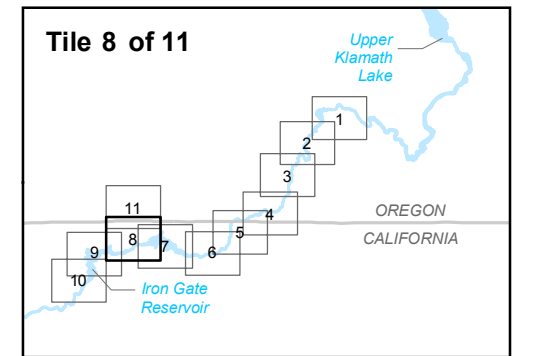 Tile 8 of 11
Upper
Klamath
Lake
1
2
3
11
4
OREGON
5
CALIFORNIA
8
7
9
6
10
Iron Gate
Reservoir